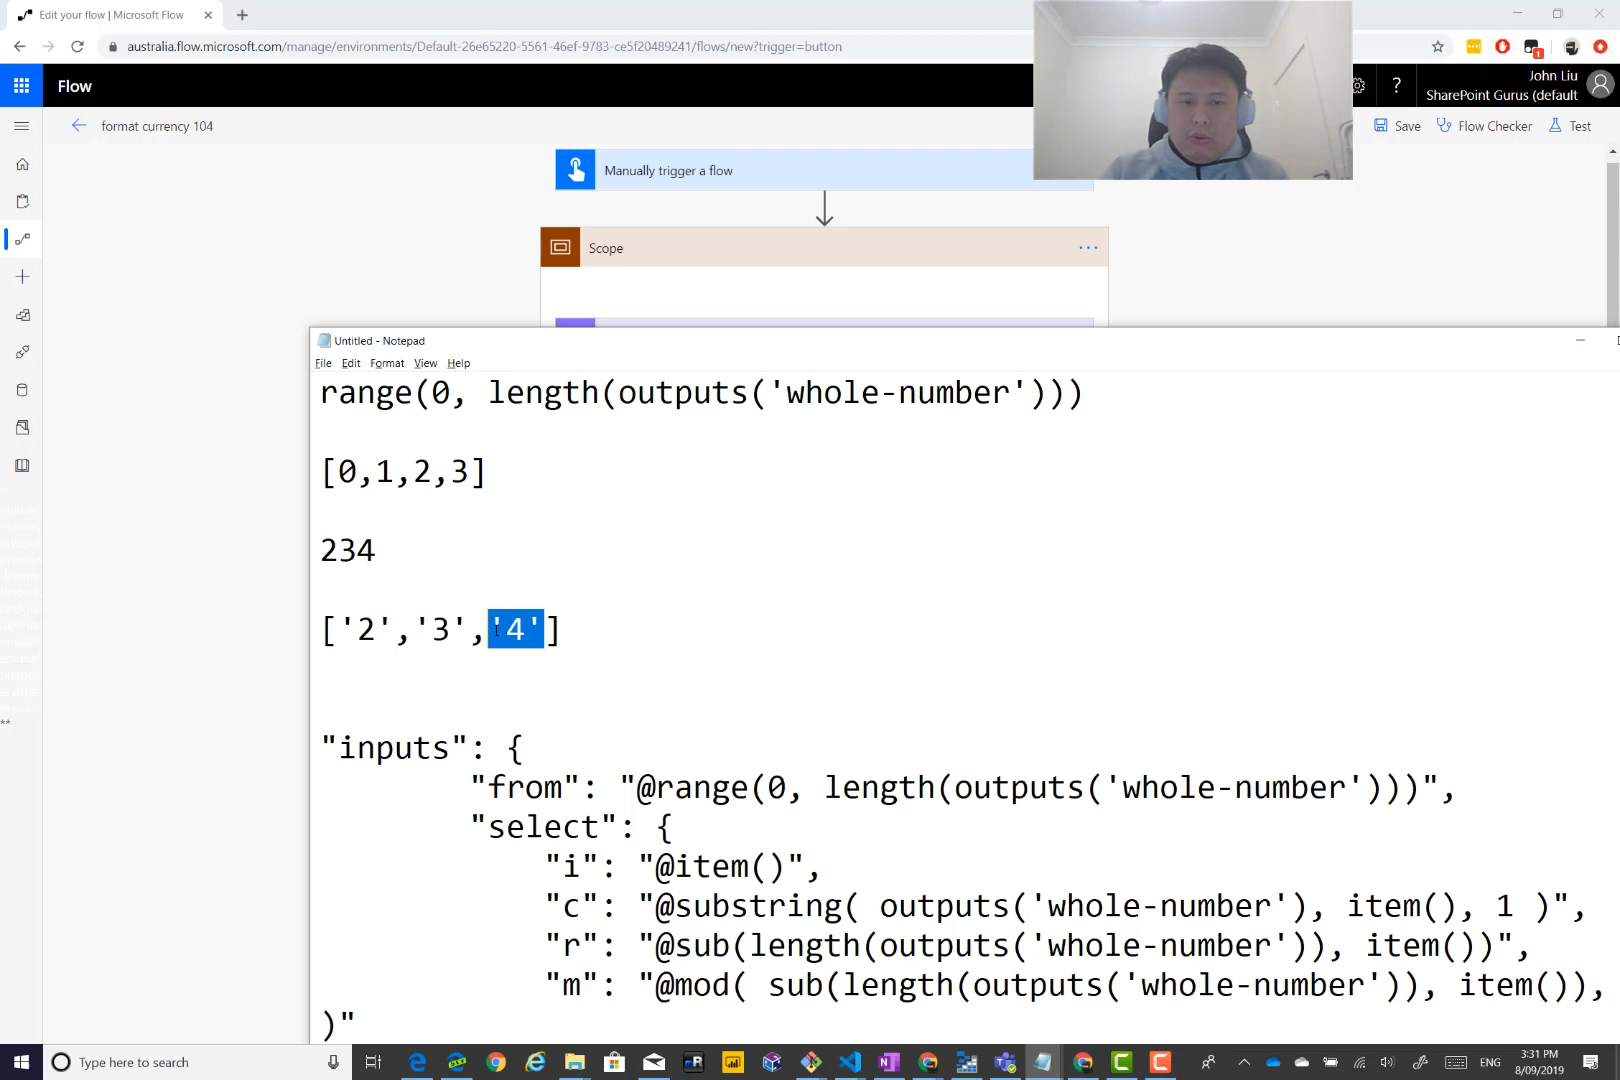 Edit your flow | Microsoft Flow
australia.flow.microsoft.com/manage/environments/Default-26e65220-5561-46ef-9783-ce5f20489241/flows/new?trigger=button
Flow
?
John Liu
SharePoint Gurus (default
format currency 104
Save
Flow Checker
Test
Manually trigger a flow
Scope
Untitled - Notepad
File Edit Format View Help
range(0, length(outputs('whole-number')))
[0,1,2,3]
234
['2','3','4']
"inputs": {
"from": "@range(0, length(outputs('whole-number')))",
"select": {
"i": "@item()",
"c": "@substring( outputs('whole-number'), item(), 1 )",
"r": "@sub(length(outputs('whole-number')), item())",
"m": "@mod( sub(length(outputs('whole-number')), item()),
)"
**
Type here to search
ENG
3:31 PM
8/09/2019